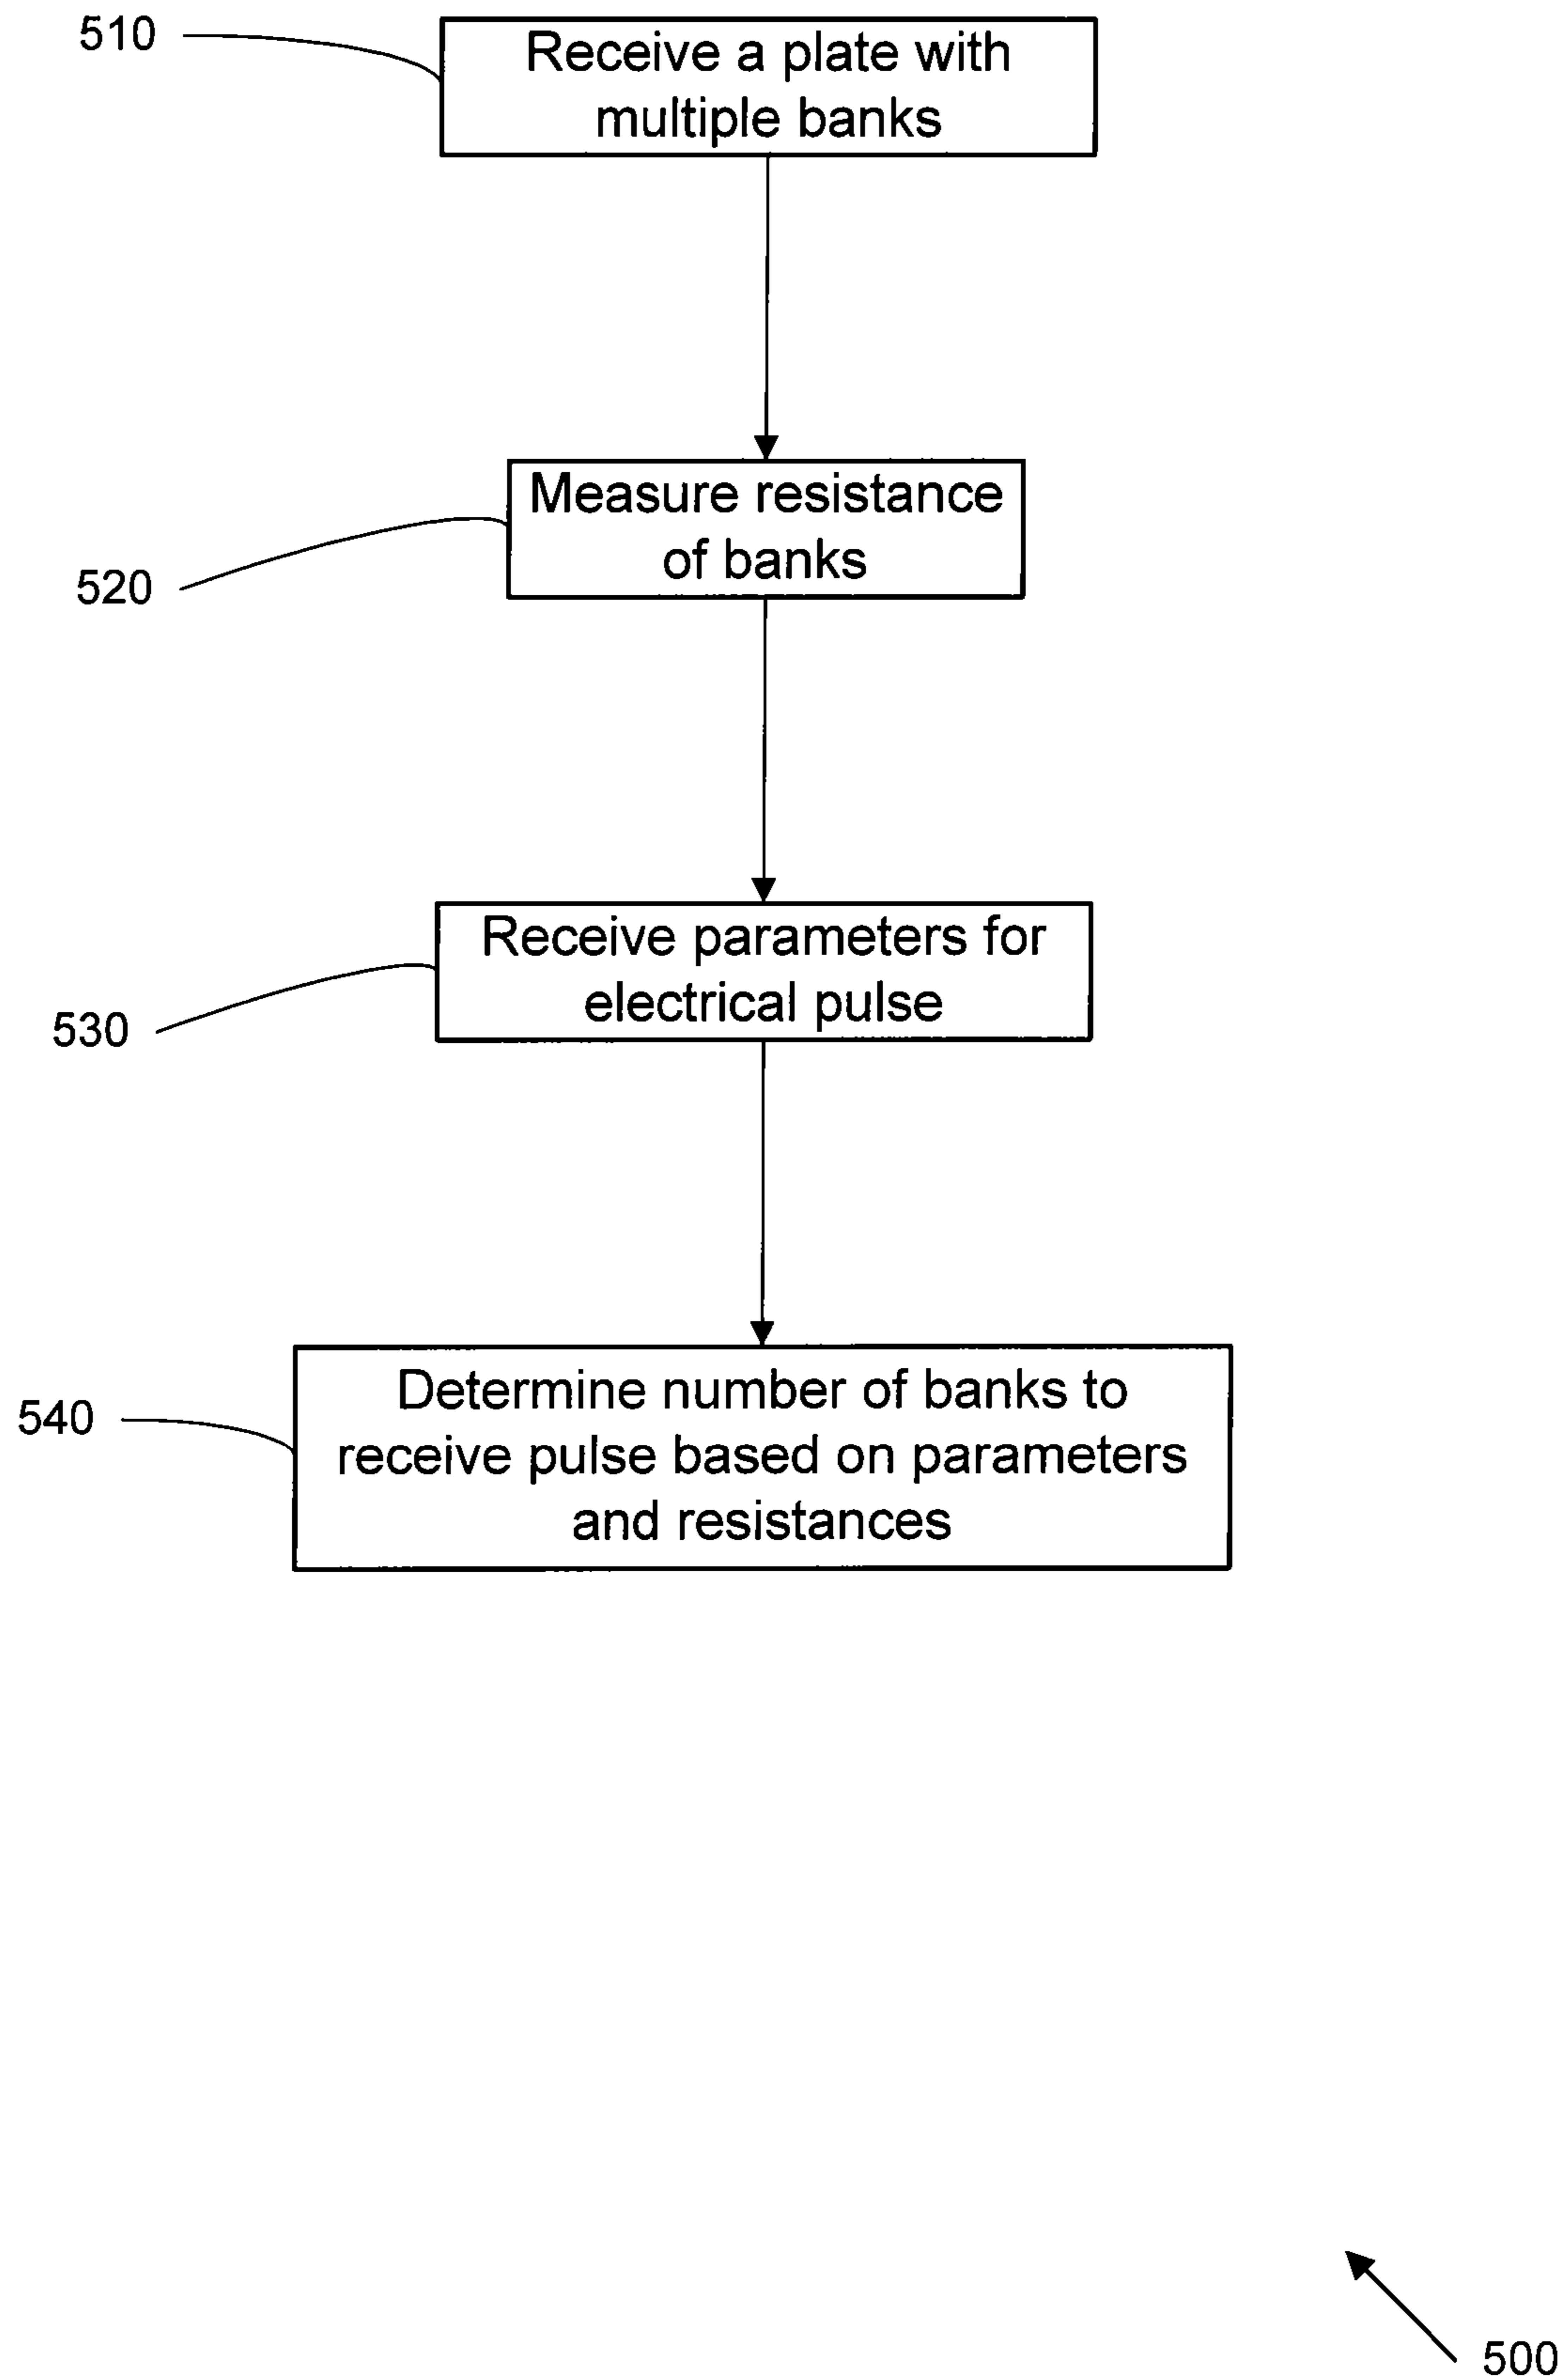 510
Receive a plate with
multiple banks
520
Measure resistance
of banks
530
Receive parameters for
electrical pulse
540
Determine number of banks to
receive pulse based on parameters
and resistances
500